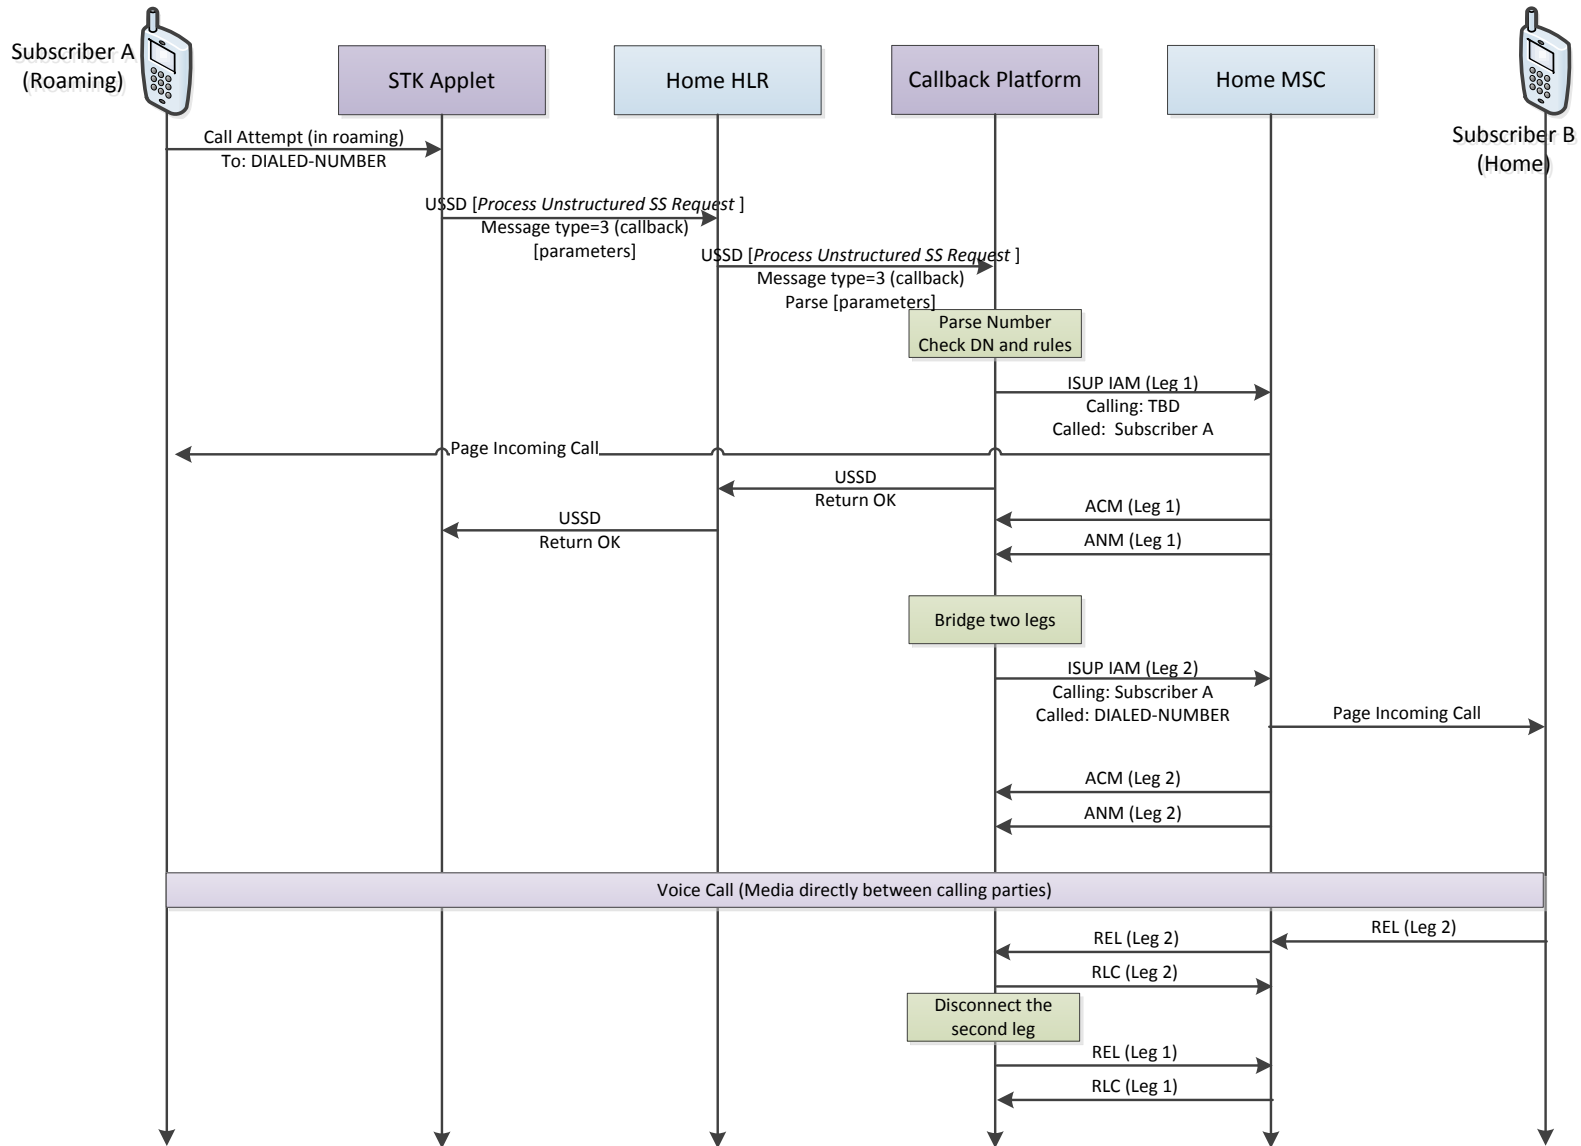 Subscriber A
(Roaming)
STK Applet
Home HLR
Callback Platform
Home MSC
Subscriber B
(Home)
Call Attempt (in roaming)
To: DIALED-NUMBER
USSD [Process Unstructured SS Request ]
Message type=3 (callback)
[parameters]
USSD [Process Unstructured SS Request ]
Message type=3 (callback)
Parse [parameters]
Parse Number
Check DN and rules
ISUP IAM (Leg 1)
Calling: TBD
Called: Subscriber A
Page Incoming Call
USSD
Return OK
ACM (Leg 1)
USSD
Return OK
ANM (Leg 1)
Bridge two legs
ISUP IAM (Leg 2)
Calling: Subscriber A
Called: DIALED-NUMBER
Page Incoming Call
ACM (Leg 2)
ANM (Leg 2)
Voice Call (Media directly between calling parties)
REL (Leg 2)
REL (Leg 2)
RLC (Leg 2)
Disconnect the
second leg
REL (Leg 1)
RLC (Leg 1)